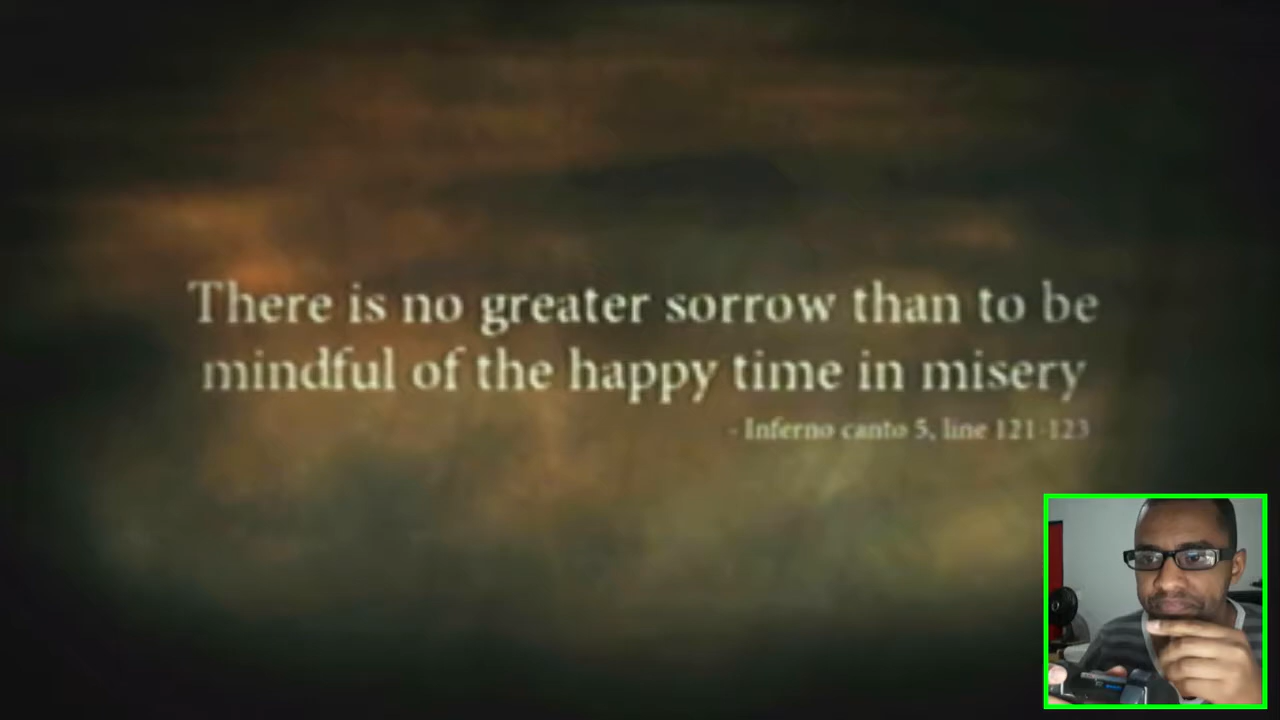 There is no greater sorrow than to be
mindful of the happy time in misery
- Inferno canto 5, line 121-123